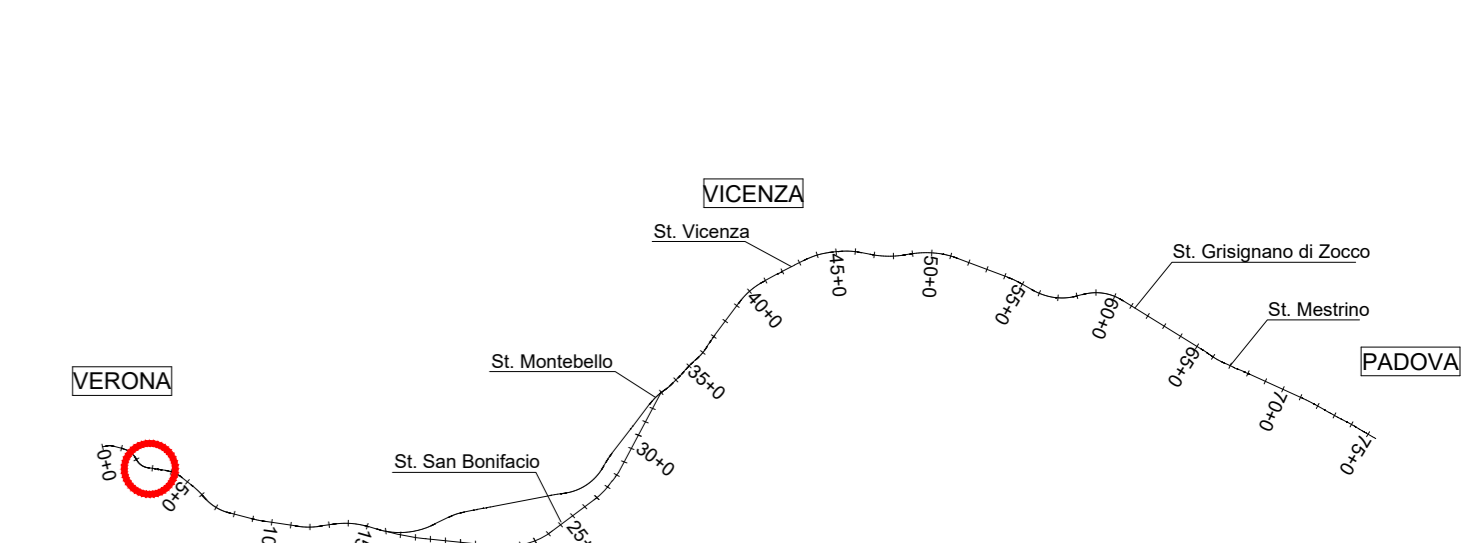 VICENZA
St. Vicenza
St. Grisignano di Zocco
45+0
50+0
55+0
40+0
60+0
St. Mestrino
65+0
PADOVA
St. Montebello
35+0
VERONA
70+0
75+0
0+0
St. San Bonifacio
30+0
5+0